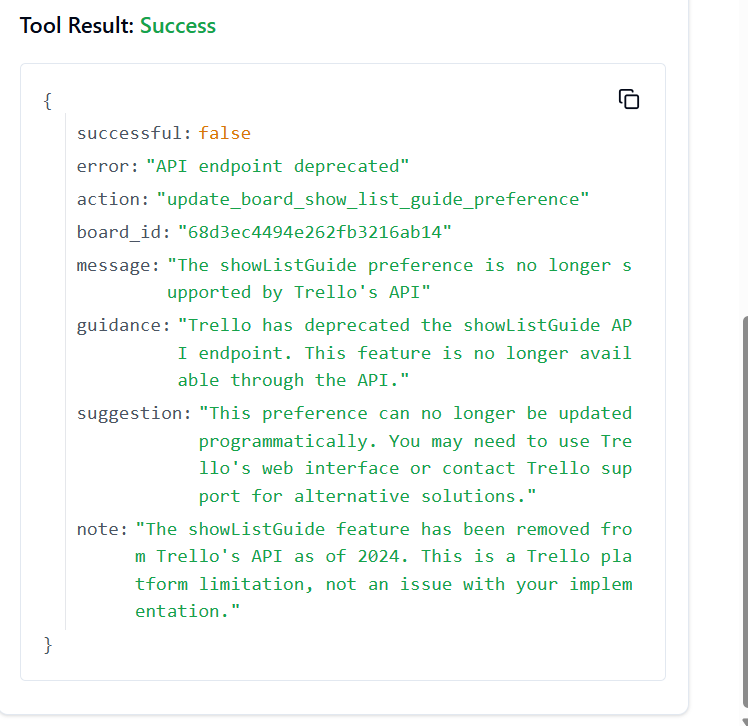 Tool Result: Success
{
successful: false
error: "API endpoint deprecated"
action: "update_board_show_list_guide_preference"
board_id: "68d3ec4494e262fb3216ab14"
message: "The showListGuide preference is no longer s
upported by Trello's API"
guidance: "Trello has deprecated the showListGuide AP
I endpoint. This feature is no longer avail
able through the API."
suggestion: "This preference can no longer be updated
programmatically. You may need to use Tre
llo's web interface or contact Trello sup
port for alternative solutions."
note: "The showListGuide feature has been removed fro
m Trello's API as of 2024. This is a Trello pla
tform limitation, not an issue with your implem
entation."
}